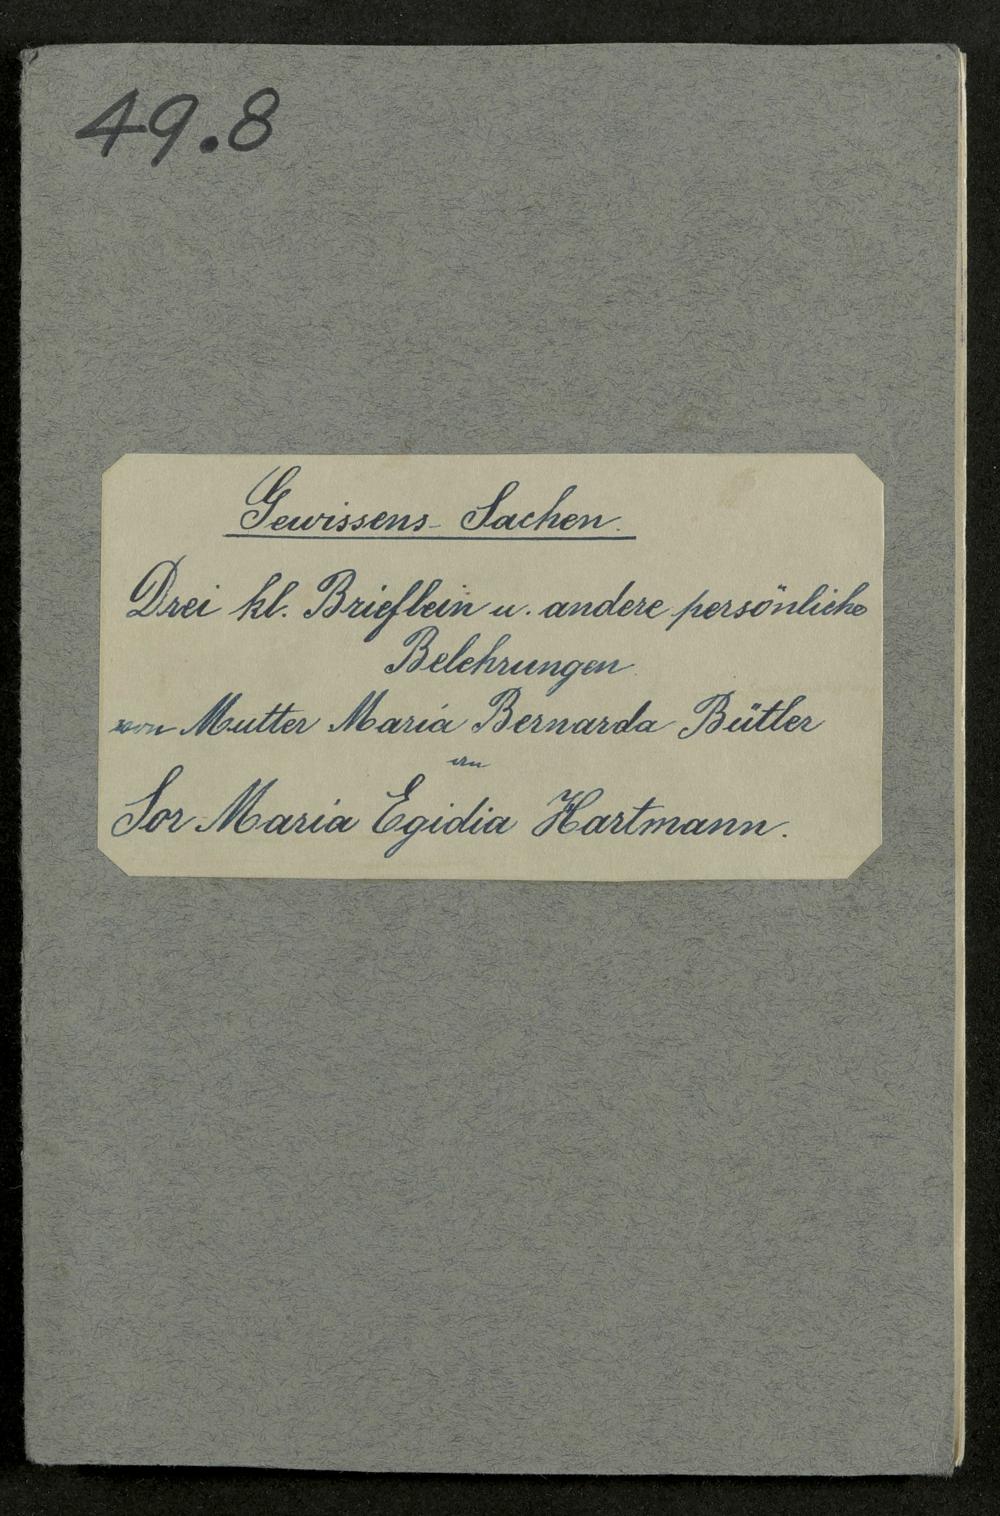 49.8
Gewissens-Sachen.
Drei kl. Brieflein u. andere persönliche
Belehrungen
von Mutter Maria Bernarda Bütler
an
Sor Maria Egidia Hartmann.